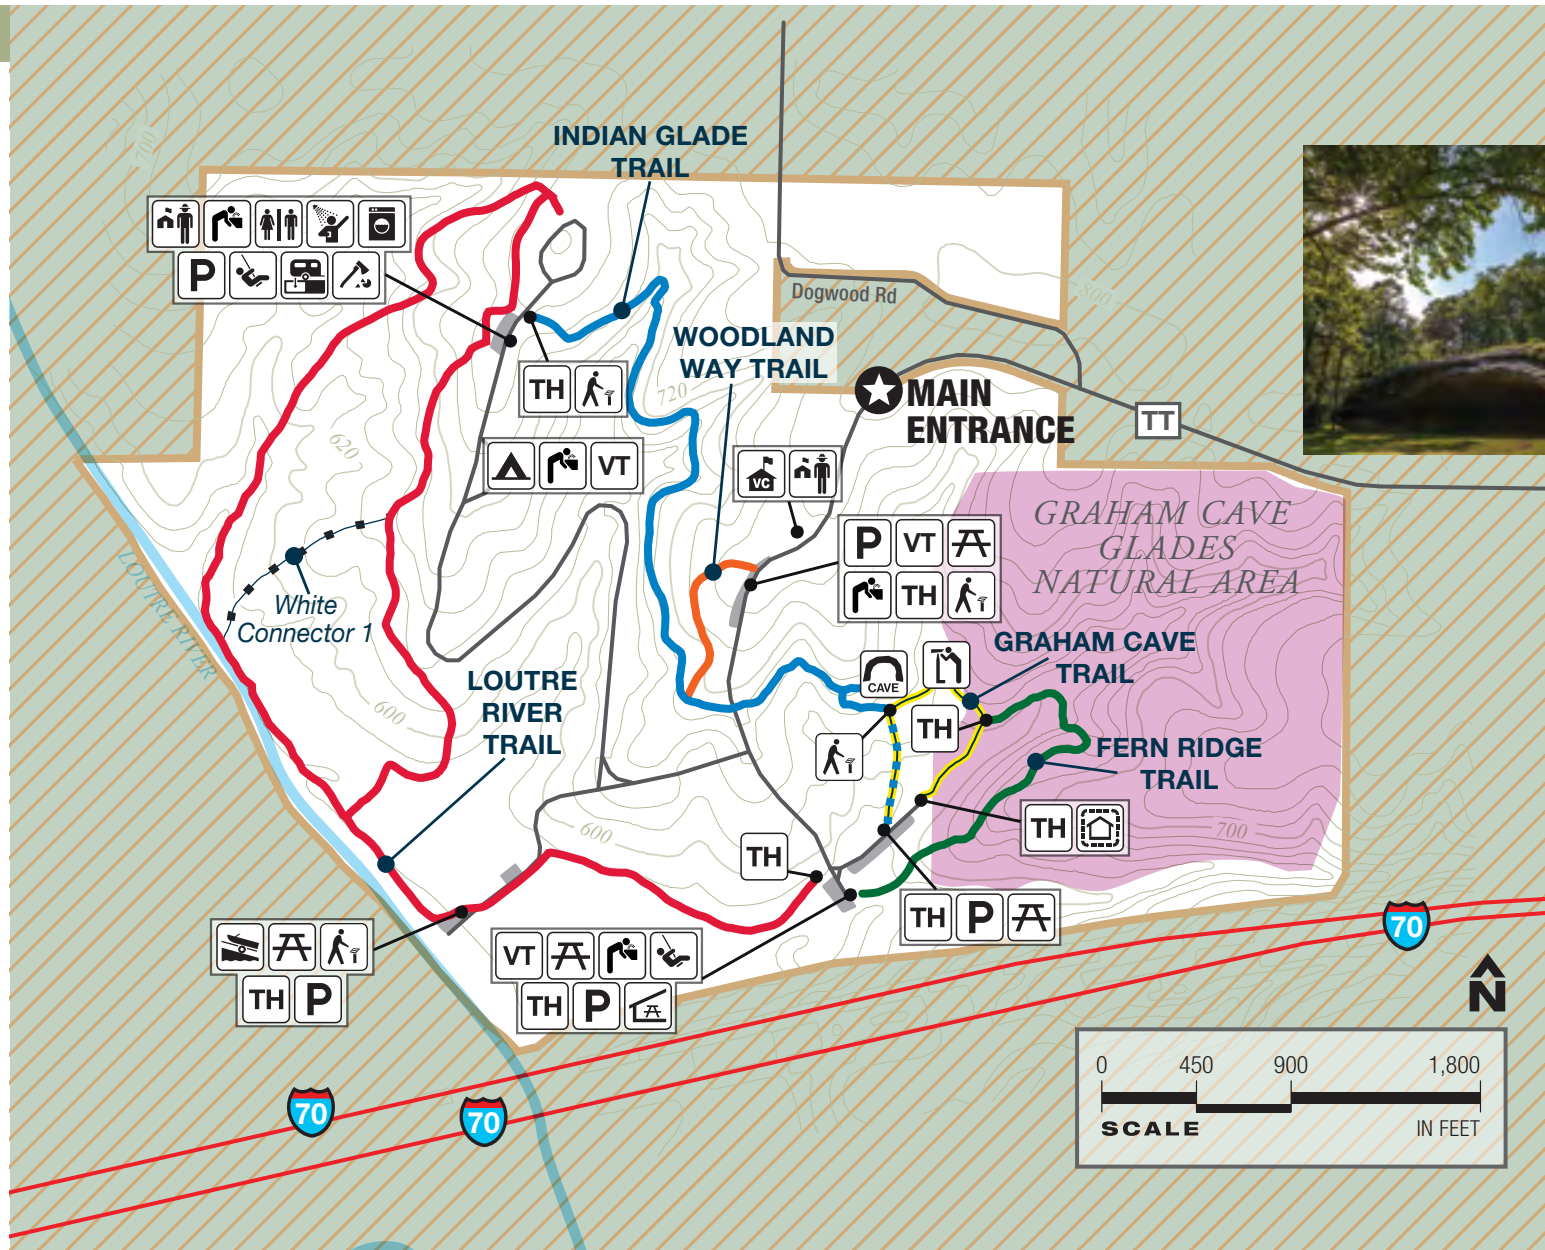 700
INDIAN GLADE
TRAIL
P
TH
VT
Dogwood Rd
800
WOODLAND
WAY TRAIL
720
MAIN
ENTRANCE
TT
620
VC
P
VT
TH
GRAHAM CAVE
GLADES
NATURAL AREA
White
Connector 1
LOUTRE RIVER
GRAHAM CAVE
TRAIL
CAVE
TH
LOUTRE
RIVER
TRAIL
600
FERN RIDGE
TRAIL
600
TH
TH
700
TH
P
TH
P
VT
TH
P
70
70
70
N
0
450
900
1,800
SCALE
IN FEET